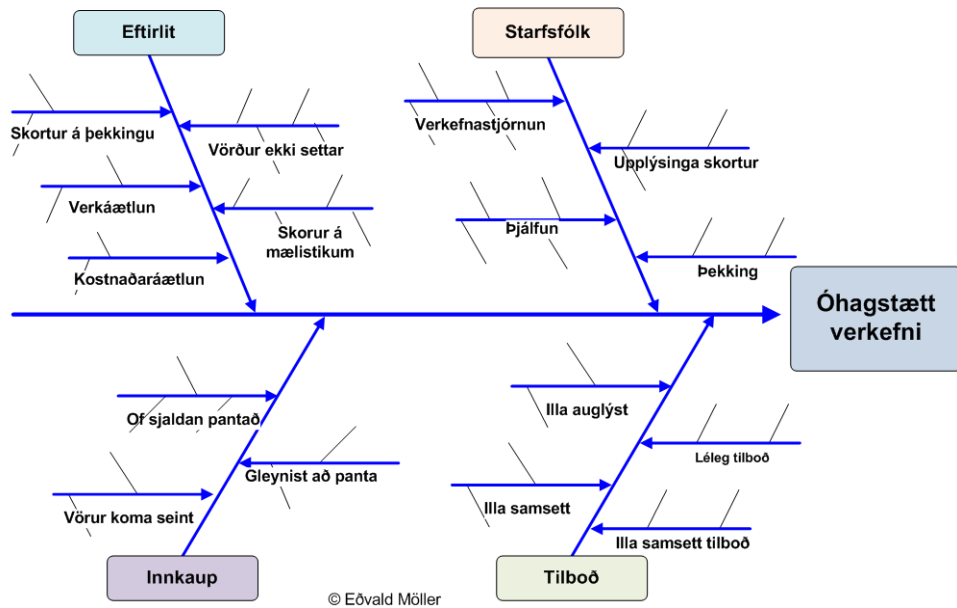 Eftirlit
Starfsfólk
Skortur á þekkingu
Vörður ekki settar
Verkáætlun
Skorur á
mælistikum
Kostnaðaráætlun
Verkefnastjórnun
Upplýsinga skortur
Þjálfun
Þekking
Óhagstætt
verkefni
Of sjaldan pantað
Gleynist að panta
Vörur koma seint
Illa auglýst
Léleg tilboð
Illa samsett
Illa samsett tilboð
Innkaup
Tilboð
© Eðvald Möller